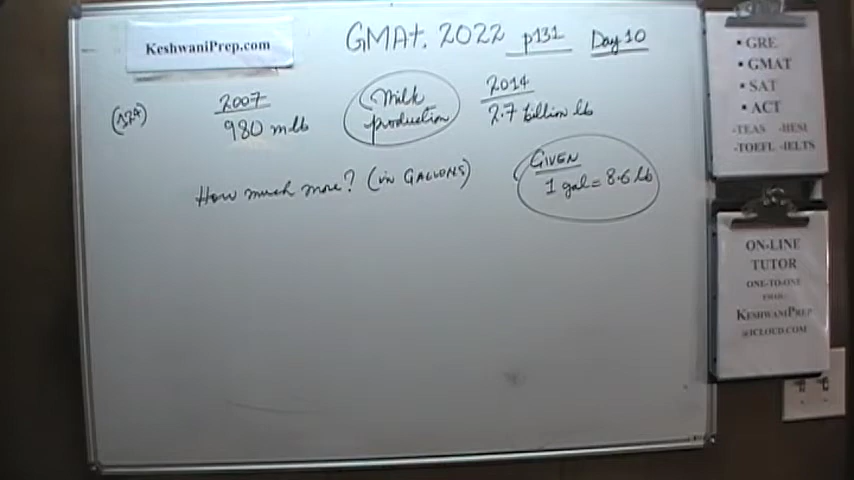 KeshwaniPrep.com
GMAT. 2022 p131 Day 10
(129) 2007 Milk production 2014
980 mlb 2.7 billion lb
How much more? (in GALLONS)
GIVEN
1 gal = 8.6 lb
• GRE
• GMAT
• SAT
• ACT
-TEAS -HESI
-TOEFL -IELTS
ON-LINE
TUTOR
ONE-TO-ONE
KESHWANIPREP
@ICLOUD.COM